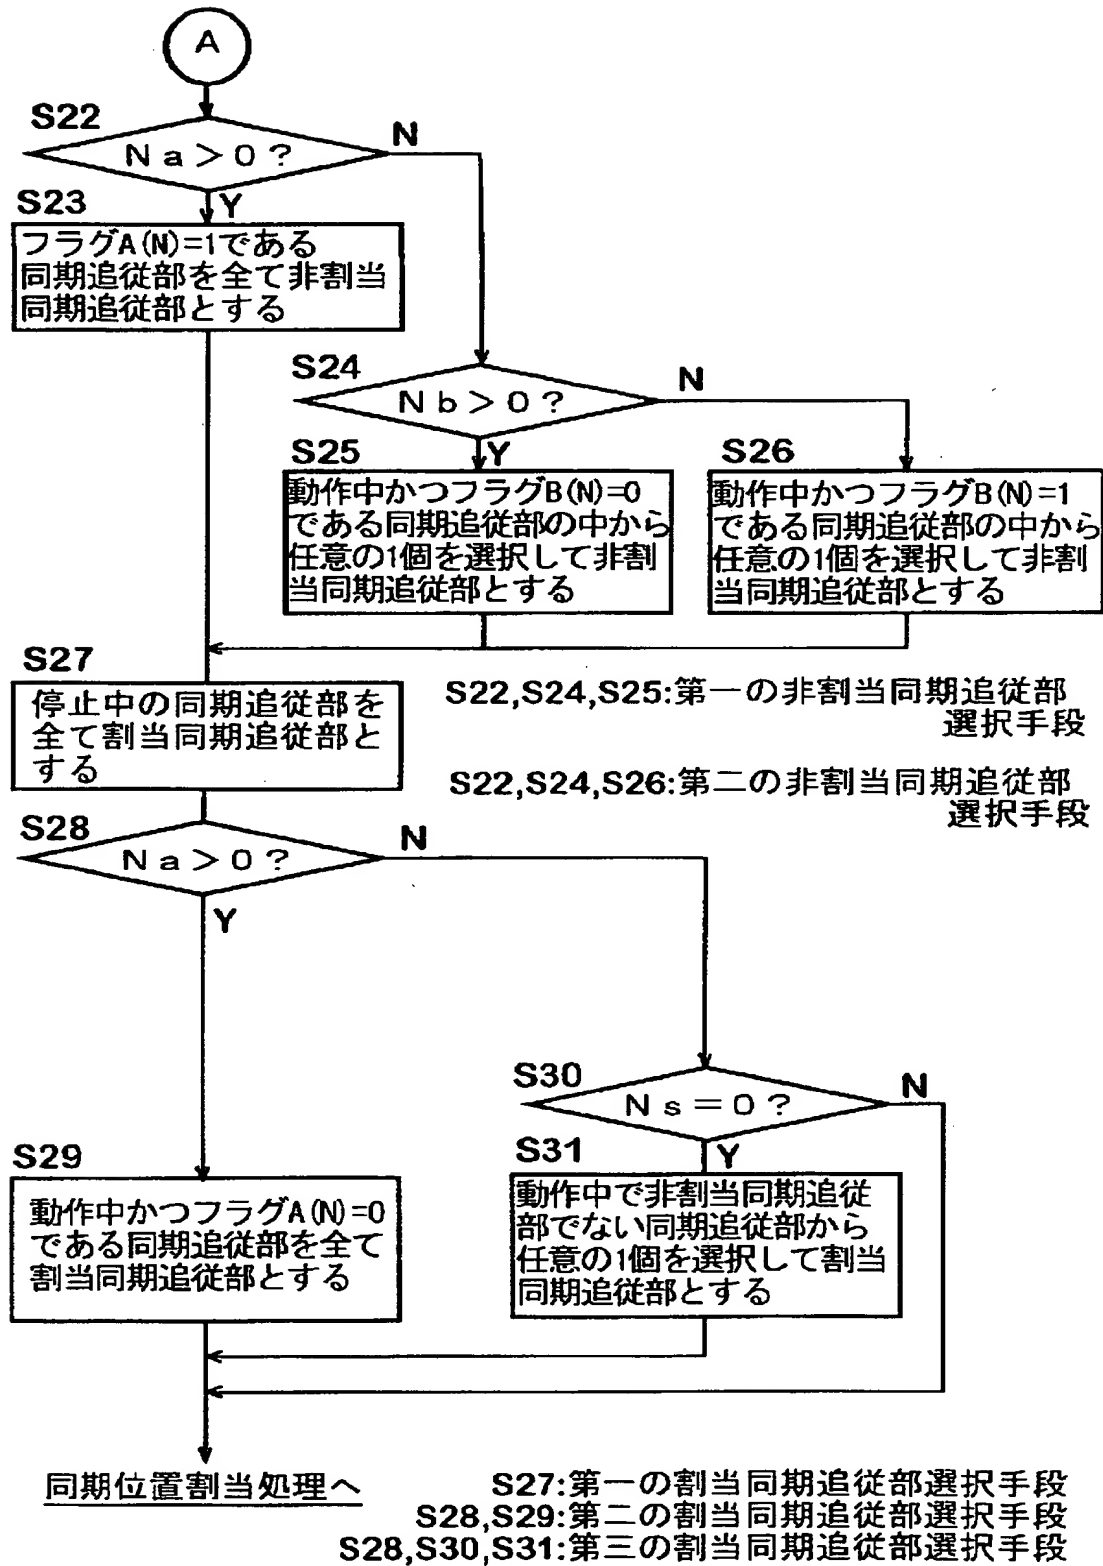 A
S22
Na>0?
N
Y
S23
フラグA(N)=1である
同期追従部を全て非割当
同期追従部とする
S24
Nb>0?
N
Y
S25
動作中かつフラグB(N)=0
である同期追従部の中から
任意の1個を選択して非割
当同期追従部とする
S26
動作中かつフラグB(N)=1
である同期追従部の中から
任意の1個を選択して非割
当同期追従部とする
S27
停止中の同期追従部を
全て割当同期追従部と
する
S22,S24,S25:第一の非割当同期追従部
選択手段
S22,S24,S26:第二の非割当同期追従部
選択手段
S28
Na>0?
N
Y
S30
Ns=0?
N
Y
S29
動作中かつフラグA(N)=0
である同期追従部を全て
割当同期追従部とする
S31
動作中で非割当同期追従
部でない同期追従部から
任意の1個を選択して割当
同期追従部とする
同期位置割当処理へ
S27:第一の割当同期追従部選択手段
S28,S29:第二の割当同期追従部選択手段
S28,S30,S31:第三の割当同期追従部選択手段